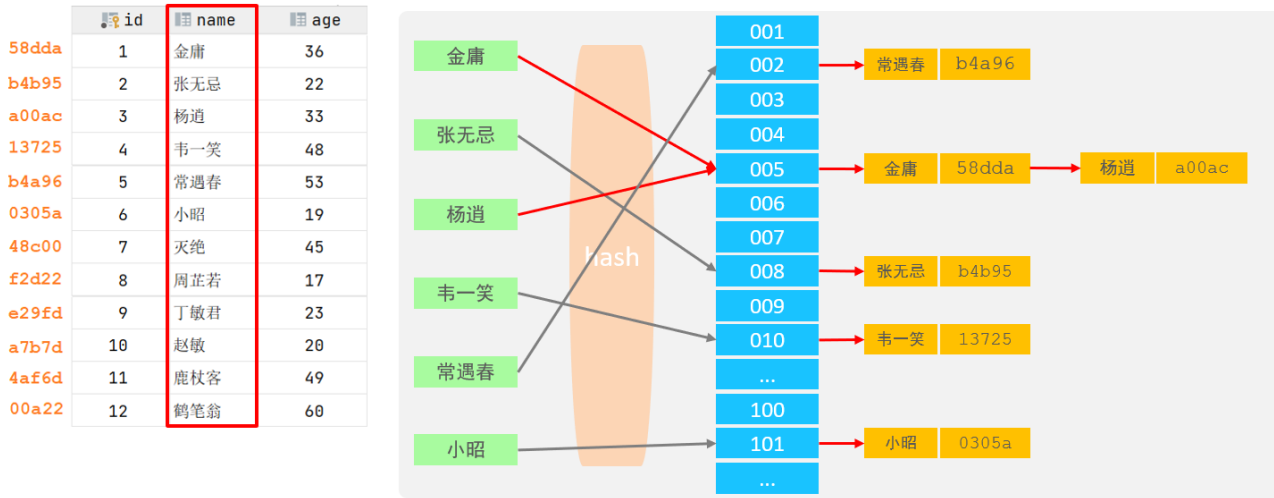 id name age
58dda 1 金庸 36
b4b95 2 张无忌 22
a00ac 3 杨逍 33
13725 4 韦一笑 48
b4a96 5 常遇春 53
0305a 6 小昭 19
48c00 7 灭绝 45
f2d22 8 周芷若 17
e29fd 9 丁敏君 23
a7b7d 10 赵敏 20
4af6d 11 鹿杖客 49
00a22 12 鹤笔翁 60
金庸
张无忌
杨逍
韦一笑
常遇春
小昭
hash
001
002 常遇春 b4a96
003
004
005 金庸 58dda 杨逍 a00ac
006
007
008 张无忌 b4b95
009
010 韦一笑 13725
...
100
101 小昭 0305a
...